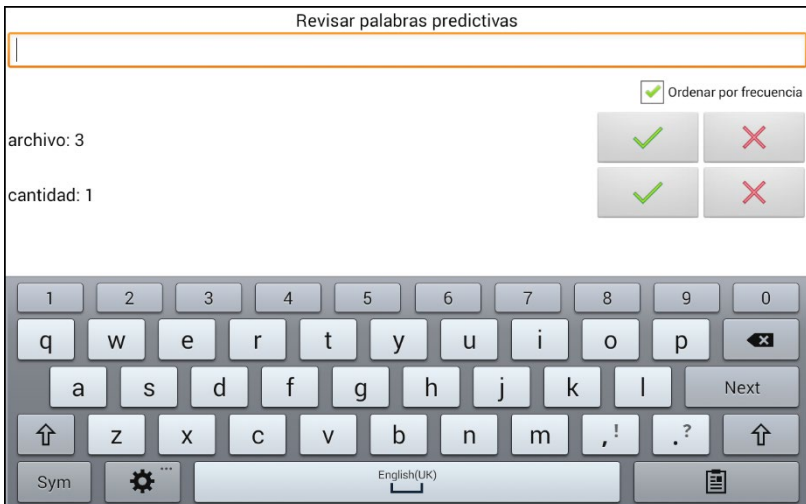 Revisar palabras predictivas
Ordenar por frecuencia
archivo: 3
cantidad: 1
1 2 3 4 5 6 7 8 9 0
q w e r t y u i o p
a s d f g h j k l Next
z x c v b n m , ! . ?
Sym ... English(UK)